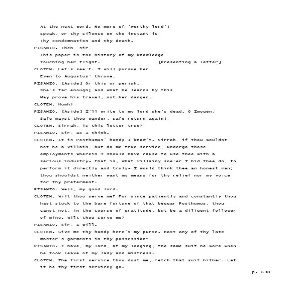 At the next word. No more of 'worthy lord'!
Speak, or thy silence on the instant is
Thy condemnation and thy death.
PISANIO. Then, sir,
This paper is the history of my knowledge
Touching her flight. [Presenting a letter]
CLOTEN. Let's see't. I will pursue her
Even to Augustus' throne.
PISANIO. [Aside] Or this or perish.
She's far enough; and what he learns by this
May prove his travel, not her danger.
CLOTEN. Humh!
PISANIO. [Aside] I'll write to my lord she's dead. O Imogen,
Safe mayst thou wander, safe return again!
CLOTEN. Sirrah, is this letter true?
PISANIO. Sir, as I think.
CLOTEN. It is Posthumus' hand; I know't. Sirrah, if thou wouldst
not be a villain, but do me true service, undergo those
employments wherein I should have cause to use thee with a
serious industry- that is, what villainy soe'er I bid thee do, to
perform it directly and truly- I would think thee an honest man;
thou shouldst neither want my means for thy relief nor my voice
for thy preferment.
PISANIO. Well, my good lord.
CLOTEN. Wilt thou serve me? For since patiently and constantly thou
hast stuck to the bare fortune of that beggar Posthumus, thou
canst not, in the course of gratitude, but be a diligent follower
of mine. Wilt thou serve me?
PISANIO. Sir, I will.
CLOTEN. Give me thy hand; here's my purse. Hast any of thy late
master's garments in thy possession?
PISANIO. I have, my lord, at my lodging, the same suit he wore when
he took leave of my lady and mistress.
CLOTEN. The first service thou dost me, fetch that suit hither. Let
it be thy first service; go.